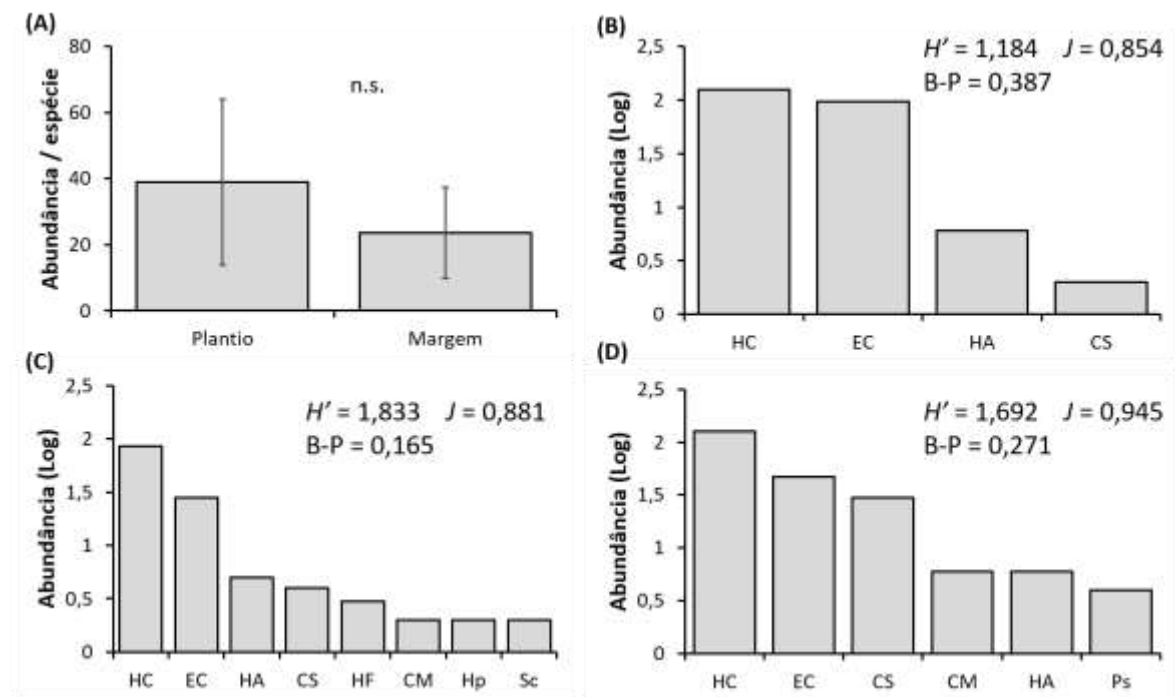 (A)
Abundância / espécie
80
60
40
20
0
n.s.
Plantio Margem
(B)
Abundância (Log)
2,5
2
1,5
1
0,5
0
H' = 1,184 J = 0,854
B-P = 0,387
HC EC HA CS
(C)
Abundância (Log)
2,5
2
1,5
1
0,5
0
H' = 1,833 J = 0,881
B-P = 0,165
HC EC HA CS HF CM Hp Sc
(D)
Abundância (Log)
2,5
2
1,5
1
0,5
0
H' = 1,692 J = 0,945
B-P = 0,271
HC EC CS CM HA Ps